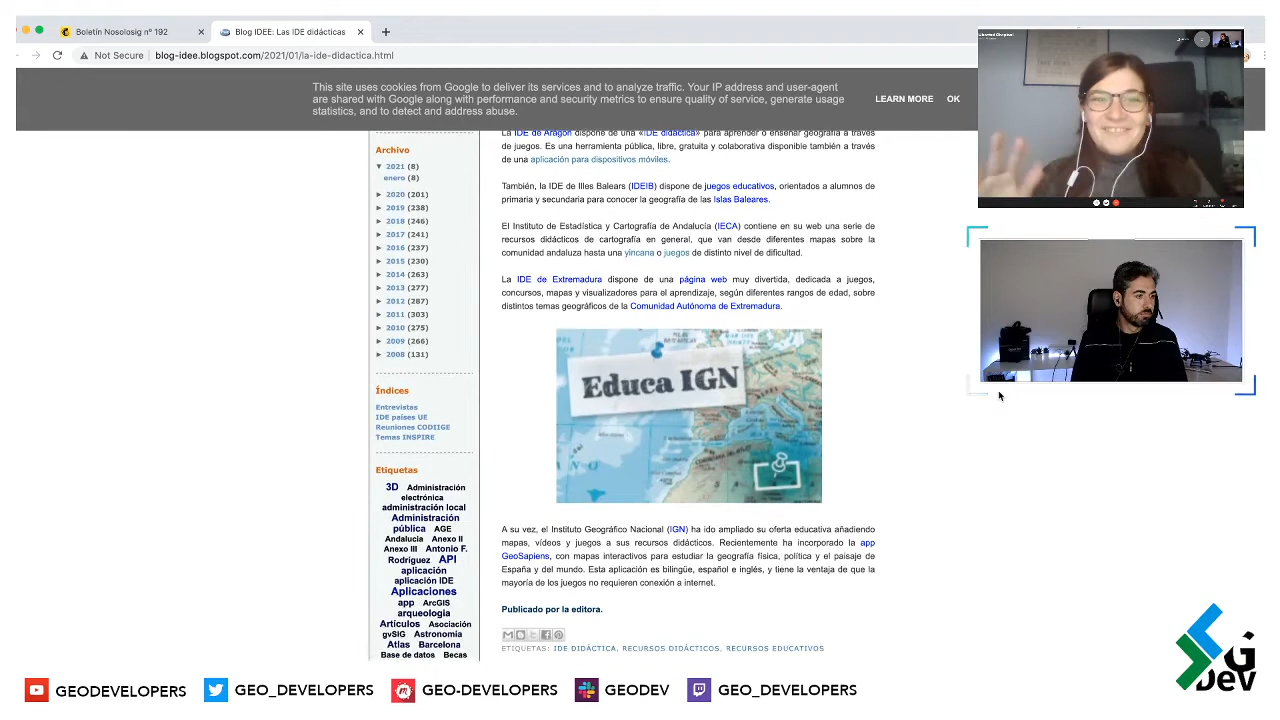 Boletín Nosolosig nº 192
Blog IDEE: Las IDE didácticas
Not Secure
blog-idee.blogspot.com/2021/01/la-ide-didactica.html
This site uses cookies from Google to deliver its services and to analyze traffic. Your IP address and user-agent
are shared with Google along with performance and security metrics to ensure quality of service, generate usage
statistics, and to detect and address abuse.
LEARN MORE OK
Archivo
▼ 2021 (8)
enero (8)
► 2020 (201)
► 2019 (238)
► 2018 (246)
► 2017 (241)
► 2016 (237)
► 2015 (230)
► 2014 (263)
► 2013 (277)
► 2012 (287)
► 2011 (303)
► 2010 (275)
► 2009 (266)
► 2008 (131)
Índices
Entrevistas
IDE paises UE
Reuniones CODIIGE
Temas INSPIRE
Etiquetas
3D Administración
electrónica
administración local
Administración
pública AGE
Andalucia Anexo II
Anexo III Antonio F.
Rodríguez API
aplicación
aplicación IDE
Aplicaciones
app ArcGIS
arqueología
Artículos Asociación
gvSIG Astronomía
Atlas Barcelona
Base de datos Becas
La IDE de Aragón dispone de una «IDE didáctica» para aprender o enseñar geografía a través
de juegos. Es una herramienta pública, libre, gratuita y colaborativa disponible también a través
de una aplicación para dispositivos móviles.
También, la IDE de Illes Balears (IDEIB) dispone de juegos educativos, orientados a alumnos de
primaria y secundaria para conocer la geografía de las Islas Baleares.
El Instituto de Estadística y Cartografía de Andalucía (IECA) contiene en su web una serie de
recursos didácticos de cartografía en general, que van desde diferentes mapas sobre la
comunidad andaluza hasta una yincana o juegos de distinto nivel de dificultad.
La IDE de Extremadura dispone de una página web muy divertida, dedicada a juegos,
concursos, mapas y visualizadores para el aprendizaje, según diferentes rangos de edad, sobre
distintos temas geográficos de la Comunidad Autónoma de Extremadura.
Educa IGN
A su vez, el Instituto Geográfico Nacional (IGN) ha ido ampliado su oferta educativa añadiendo
mapas, vídeos y juegos a sus recursos didácticos. Recientemente ha incorporado la app
GeoSapiens, con mapas interactivos para estudiar la geografía física, política y el paisaje de
España y del mundo. Esta aplicación es bilingüe, español e inglés, y tiene la ventaja de que la
mayoría de los juegos no requieren conexión a internet.
Publicado por la editora.
ETIQUETAS: IDE DIDÁCTICA, RECURSOS DIDÁCTICOS, RECURSOS EDUCATIVOS
GEODEVELOPERS
GEO_DEVELOPERS
GEO-DEVELOPERS
GEODEV
GEO_DEVELOPERS
Dev